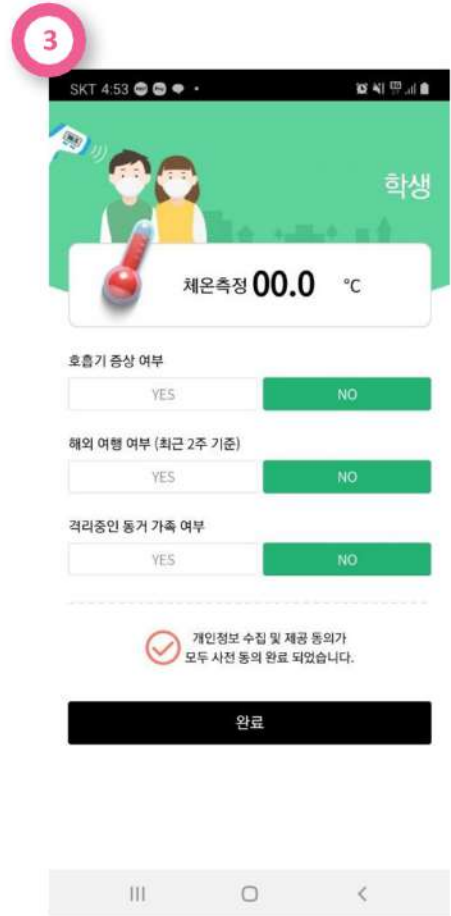 3
SKT 4:53
학생
체온측정 00.0 °C
호흡기 증상 여부
YES NO
해외 여행 여부 (최근 2주 기준)
YES NO
격리중인 동거 가족 여부
YES NO
개인정보 수집 및 제공 동의가
모두 사전 동의 완료 되었습니다.
완료